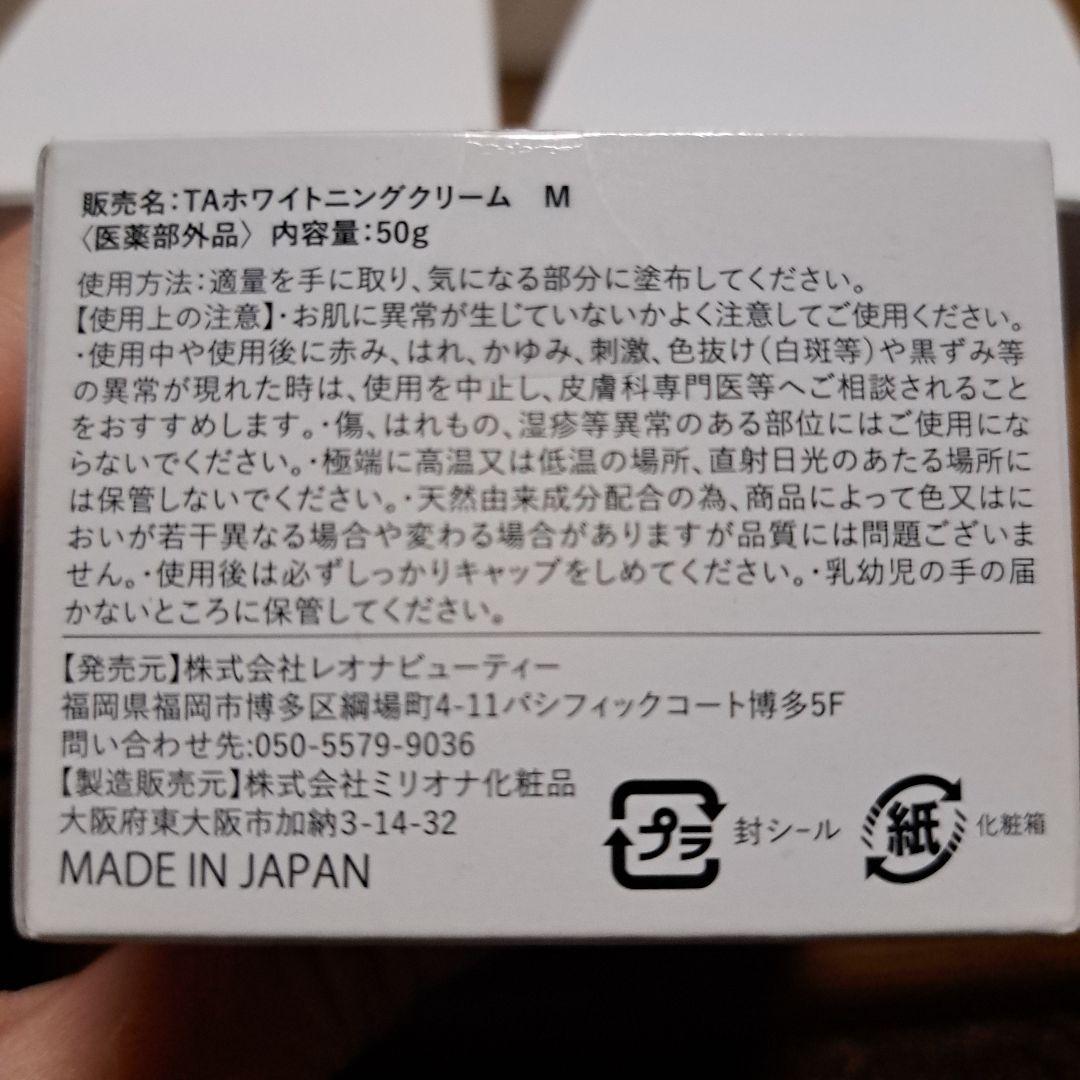 販売名:TAホワイトニングクリーム　M
〈医薬部外品〉内容量:50g
使用方法:適量を手に取り、気になる部分に塗布してください。
【使用上の注意】・お肌に異常が生じていないかよく注意してご使用ください。
・使用中や使用後に赤み、はれ、かゆみ、刺激、色抜け(白斑等)や黒ずみ等
の異常が現れた時は、使用を中止し、皮膚科専門医等へご相談されること
をおすすめします。・傷、はれもの、湿疹等異常のある部位にはご使用にな
らないでください。・極端に高温又は低温の場所、直射日光のあたる場所に
は保管しないでください。・天然由来成分配合の為、商品によって色又はに
おいが若干異なる場合や変わる場合がありますが品質には問題ございま
せん。・使用後は必ずしっかりキャップをしめてください。・乳幼児の手の届
かないところに保管してください。
【発売元】株式会社レオナビューティー
福岡県福岡市博多区綱場町4-11パシフィックコート博多5F
問い合わせ先:050-5579-9036
【製造販売元】株式会社ミリオナ化粧品
大阪府東大阪市加納3-14-32
MADE IN JAPAN
プラ 封シール
紙 化粧箱